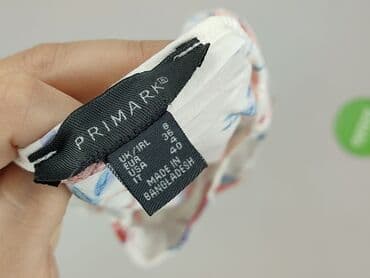 PRIMARK®
UK/IRL 8
EUR 36
USA 4
IT 40
MADE IN
BANGLADESH